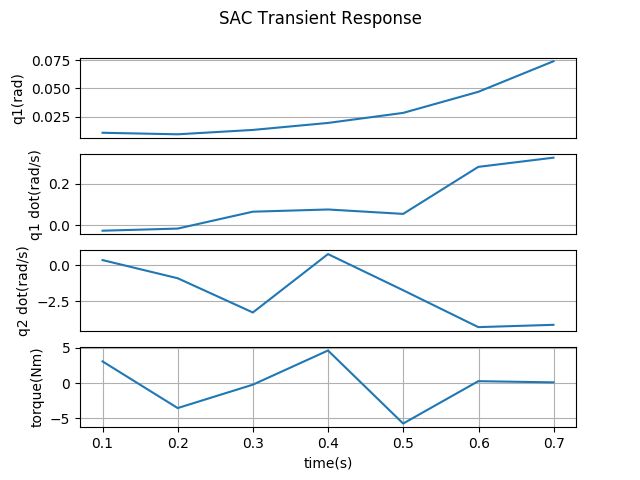 SAC Transient Response
0.075
0.050
0.025
q1(rad)
0.2
0.0
q1 dot(rad/s)
0.0
−2.5
q2 dot(rad/s)
5
0
−5
torque(Nm)
0.1 0.2 0.3 0.4 0.5 0.6 0.7
time(s)